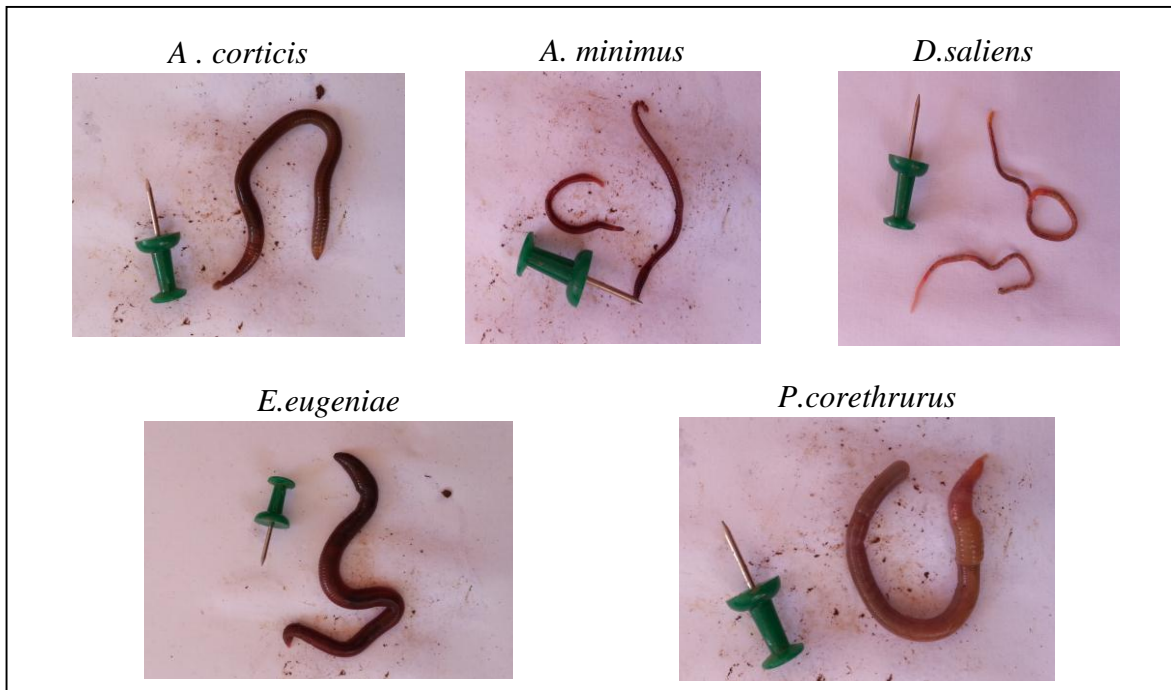 A . corticis
A. minimus
D.saliens
E.eugeniae
P.corethrurus